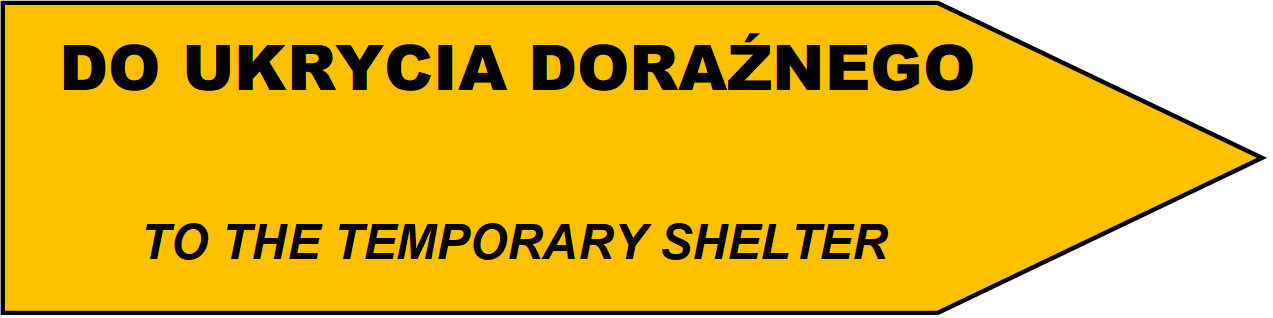 DO UKRYCIA DORAŹNEGO
TO THE TEMPORARY SHELTER